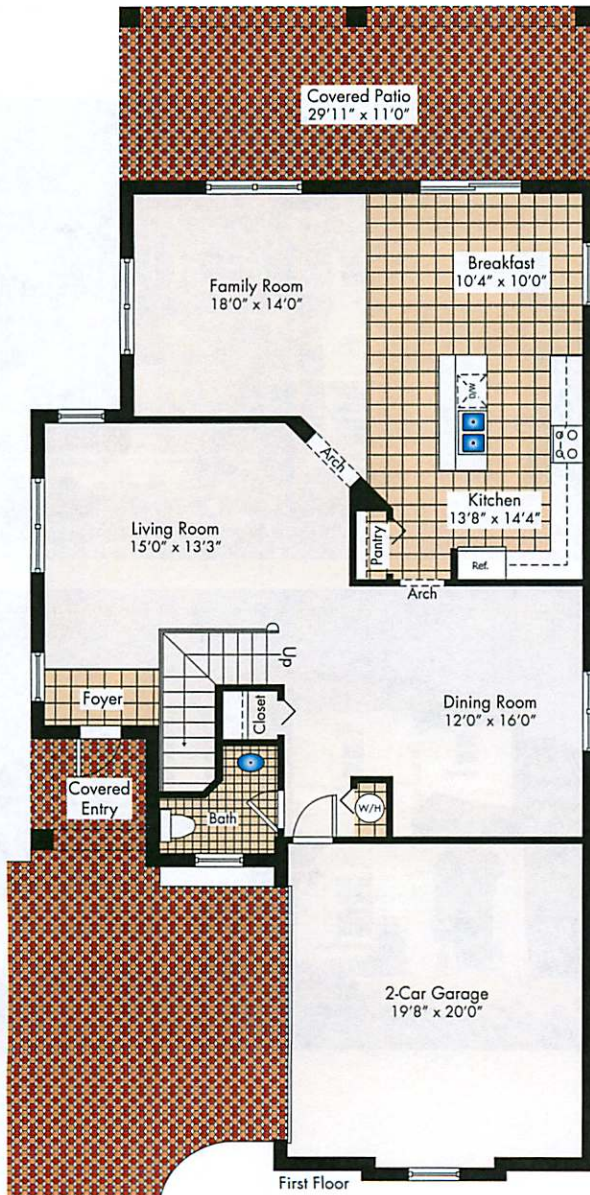 Covered Patio
29'11" x 11'0"
Family Room
18'0" x 14'0"
Breakfast
10'4" x 10'0"
D/W
Arch
Living Room
15'0" x 13'3"
Kitchen
13'8" x 14'4"
Pantry
Ref.
Arch
Up
Foyer
Closet
Dining Room
12'0" x 16'0"
Covered
Entry
Bath
W/H
2-Car Garage
19'8" x 20'0"
First Floor